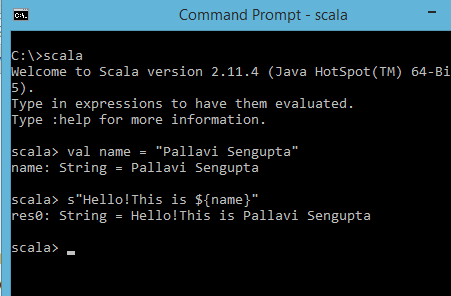 Command Prompt - scala
C:\>scala
Welcome to Scala version 2.11.4 (Java HotSpot(TM) 64-Bi
5).
Type in expressions to have them evaluated.
Type :help for more information.
scala> val name = "Pallavi Sengupta"
name: String = Pallavi Sengupta
scala> s"Hello!This is ${name}"
res0: String = Hello!This is Pallavi Sengupta
scala> _